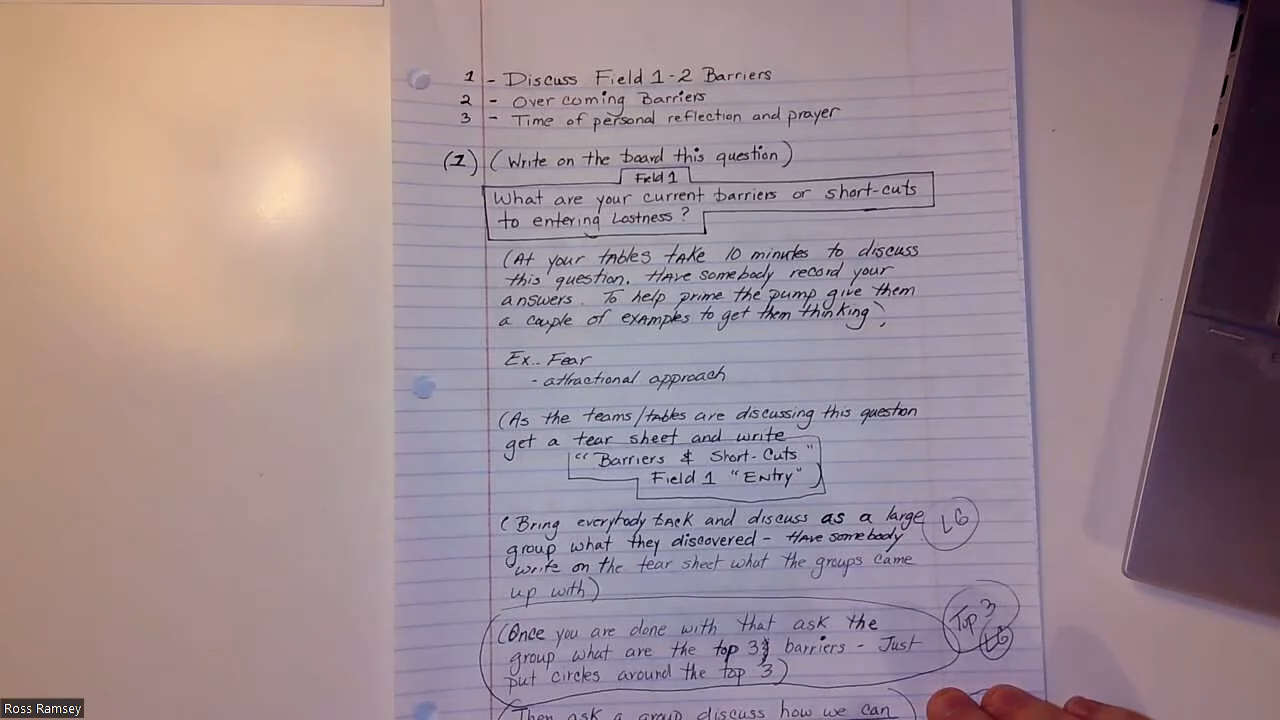 1 - Discuss Field 1-2 Barriers
2 - Over coming Barriers
3 - Time of personal reflection and prayer
(1) (Write on the board this question)
Field 1
What are your current barriers or short-cuts
to entering Lostness?
(At your tables take 10 minutes to discuss
this question. Have somebody record your
answers. To help prime the pump give them
a couple of examples to get them thinking)
Ex.. Fear
- attractional approach
(As the teams/tables are discussing this question
get a tear sheet and write
"Barriers & Short-Cuts"
Field 1 "Entry")
(Bring everybody back and discuss as a large
group what they discovered - Have somebody
write on the tear sheet what the groups came
up with)
LG
(Once you are done with that ask the
group what are the top 3 barriers - Just
put circles around the top 3)
Top 3
LG
(Then ask a group discuss how we can
Ross Ramsey